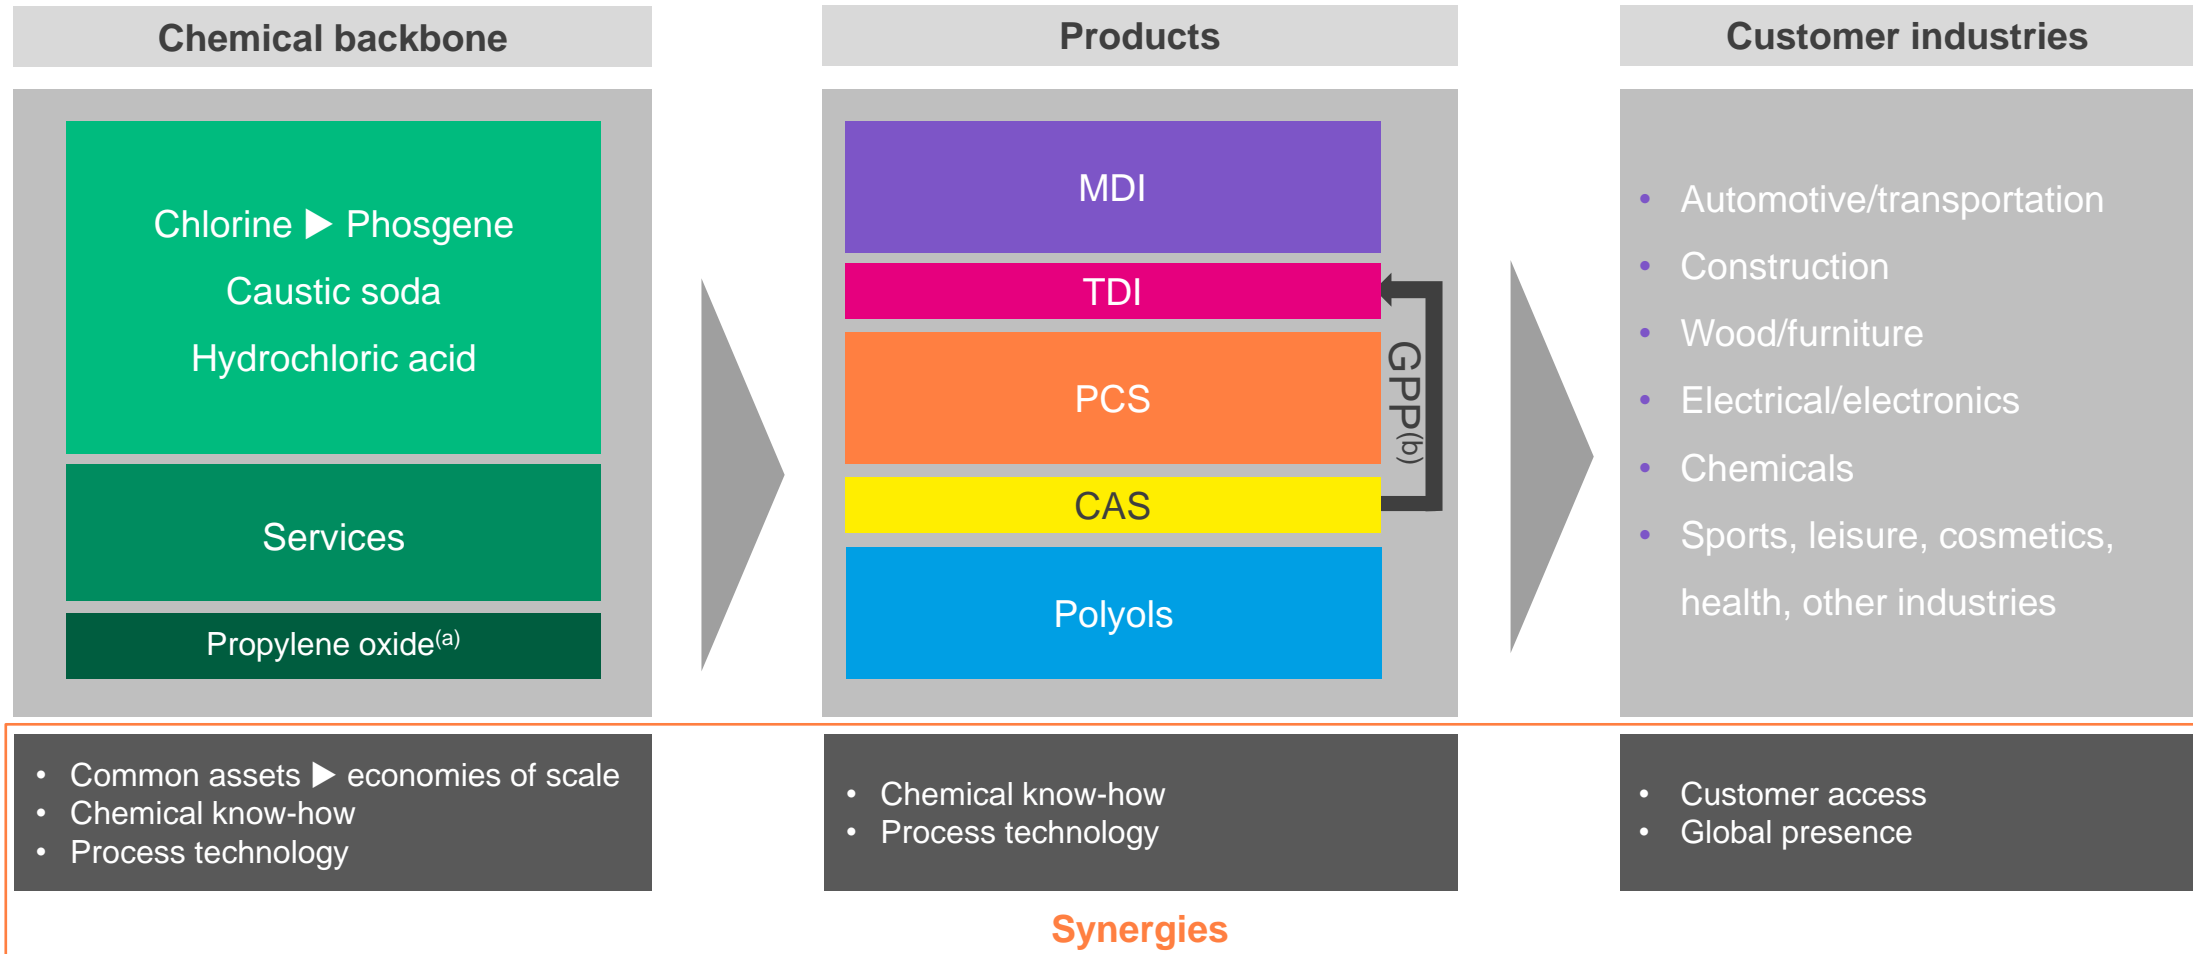 Chemical backbone
Chlorine ▶ Phosgene
Caustic soda
Hydrochloric acid
Services
Propylene oxide(a)
Products
MDI
TDI
PCS
CAS
Polyols
GPP(b)
Customer industries
• Automotive/transportation
• Construction
• Wood/furniture
• Electrical/electronics
• Chemicals
• Sports, leisure, cosmetics,
health, other industries
• Common assets ▶ economies of scale
• Chemical know-how
• Process technology
• Chemical know-how
• Process technology
• Customer access
• Global presence
Synergies